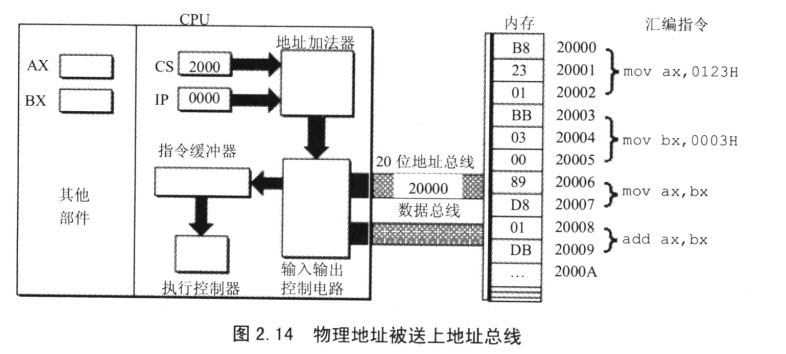 CPU
内存
汇编指令
地址加法器
AX
BX
CS 2000
IP 0000
指令缓冲器
其他
部件
执行控制器
输入输出
控制电路
20 位地址总线
20000
数据总线
B8 20000
23 20001
01 20002
mov ax,0123H
BB 20003
03 20004
00 20005
mov bx,0003H
89 20006
D8 20007
mov ax,bx
01 20008
DB 20009
add ax,bx
… 2000A
图 2.14 物理地址被送上地址总线